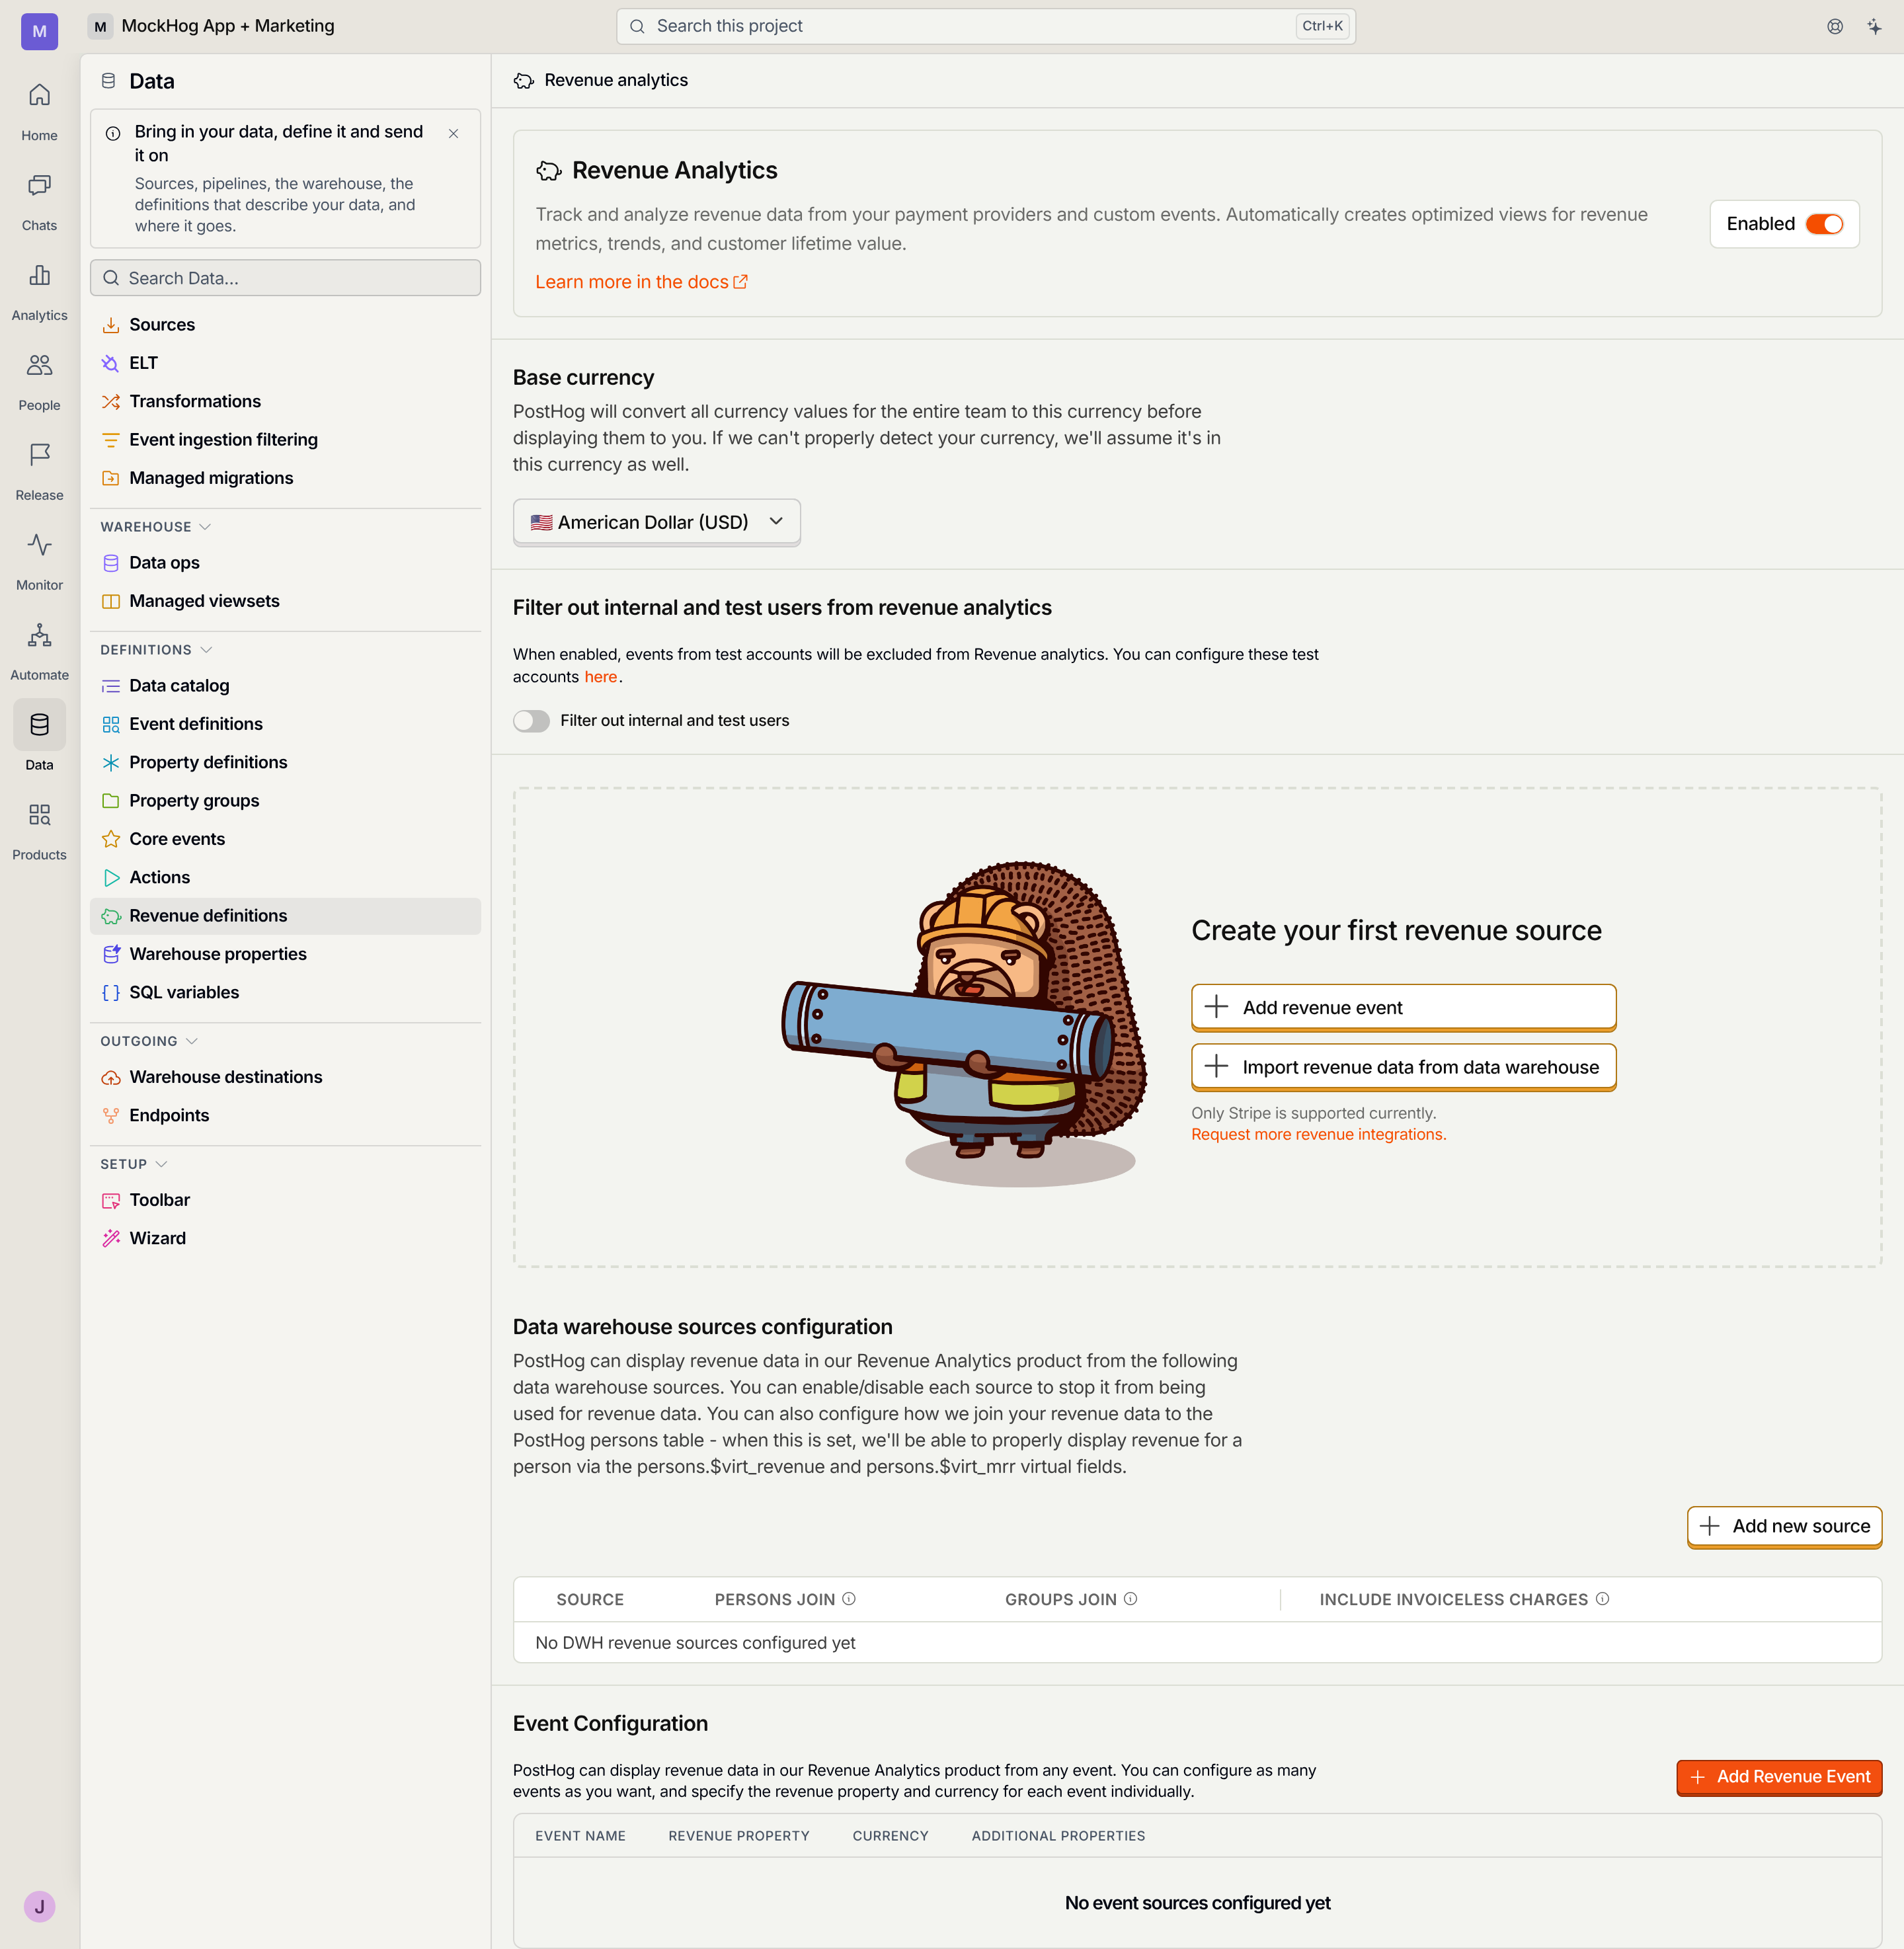 M
M MockHog App + Marketing
Search this project
Ctrl+K
Home
Chats
Analytics
People
Release
Monitor
Automate
Data
Products
J
Data
Bring in your data, define it and send
it on
Sources, pipelines, the warehouse, the
definitions that describe your data, and
where it goes.
Search Data...
Sources
ELT
Transformations
Event ingestion filtering
Managed migrations
WAREHOUSE
Data ops
Managed viewsets
DEFINITIONS
Data catalog
Event definitions
Property definitions
Property groups
Core events
Actions
Revenue definitions
Warehouse properties
SQL variables
OUTGOING
Warehouse destinations
Endpoints
SETUP
Toolbar
Wizard
Revenue analytics
Revenue Analytics
Track and analyze revenue data from your payment providers and custom events. Automatically creates optimized views for revenue
metrics, trends, and customer lifetime value.
Learn more in the docs
Enabled
Base currency
PostHog will convert all currency values for the entire team to this currency before
displaying them to you. If we can't properly detect your currency, we'll assume it's in
this currency as well.
American Dollar (USD)
Filter out internal and test users from revenue analytics
When enabled, events from test accounts will be excluded from Revenue analytics. You can configure these test
accounts here.
Filter out internal and test users
Create your first revenue source
Add revenue event
Import revenue data from data warehouse
Only Stripe is supported currently.
Request more revenue integrations.
Data warehouse sources configuration
PostHog can display revenue data in our Revenue Analytics product from the following
data warehouse sources. You can enable/disable each source to stop it from being
used for revenue data. You can also configure how we join your revenue data to the
PostHog persons table - when this is set, we'll be able to properly display revenue for a
person via the persons.$virt_revenue and persons.$virt_mrr virtual fields.
Add new source
SOURCE PERSONS JOIN GROUPS JOIN INCLUDE INVOICELESS CHARGES
No DWH revenue sources configured yet
Event Configuration
PostHog can display revenue data in our Revenue Analytics product from any event. You can configure as many
events as you want, and specify the revenue property and currency for each event individually.
Add Revenue Event
EVENT NAME REVENUE PROPERTY CURRENCY ADDITIONAL PROPERTIES
No event sources configured yet